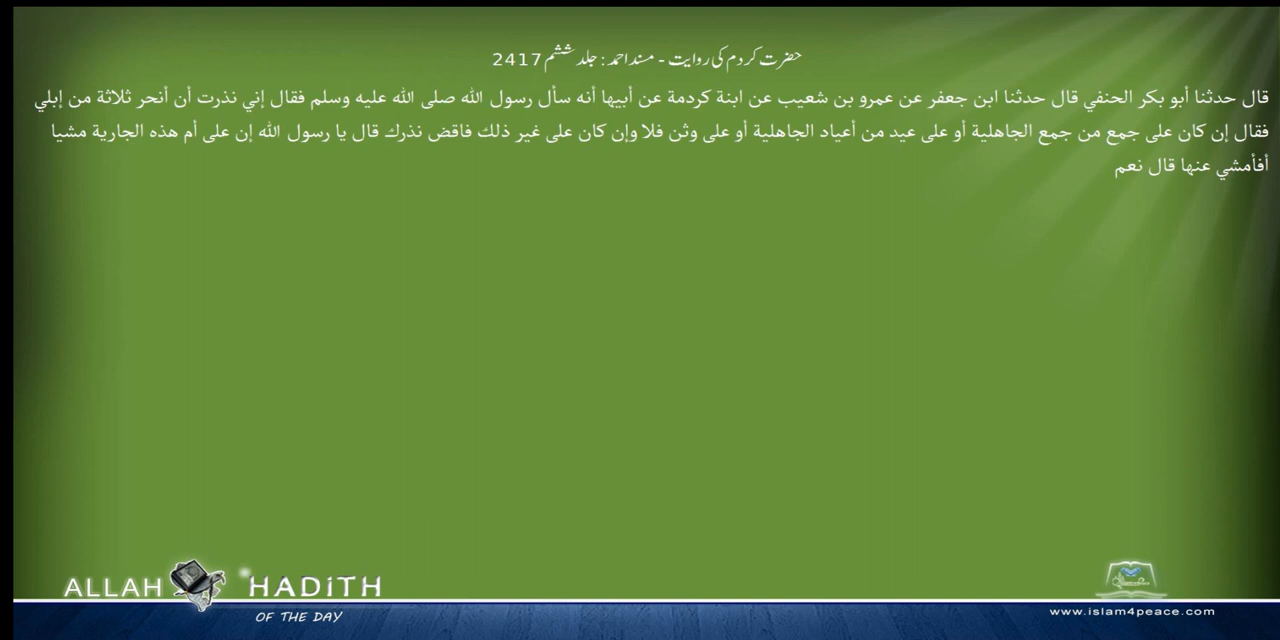 حضرت کردم کی روایت - مسند احمد : جلد ششم 2417
قال حدثنا أبو بكر الحنفي قال حدثنا ابن جعفر عن عمرو بن شعيب عن ابنة كردمة عن أبيها أنه سأل رسول الله صلى الله عليه وسلم فقال إني نذرت أن أنحر ثلاثة من إبلي
فقال إن كان على جمع من جمع الجاهلية أو على عيد من أعياد الجاهلية أو على وثن فلا وإن كان على غير ذلك فاقض نذرك قال يا رسول الله إن على أم هذه الجارية مشيا
أفأمشي عنها قال نعم
ALLAH HADITH
OF THE DAY
www.islam4peace.com